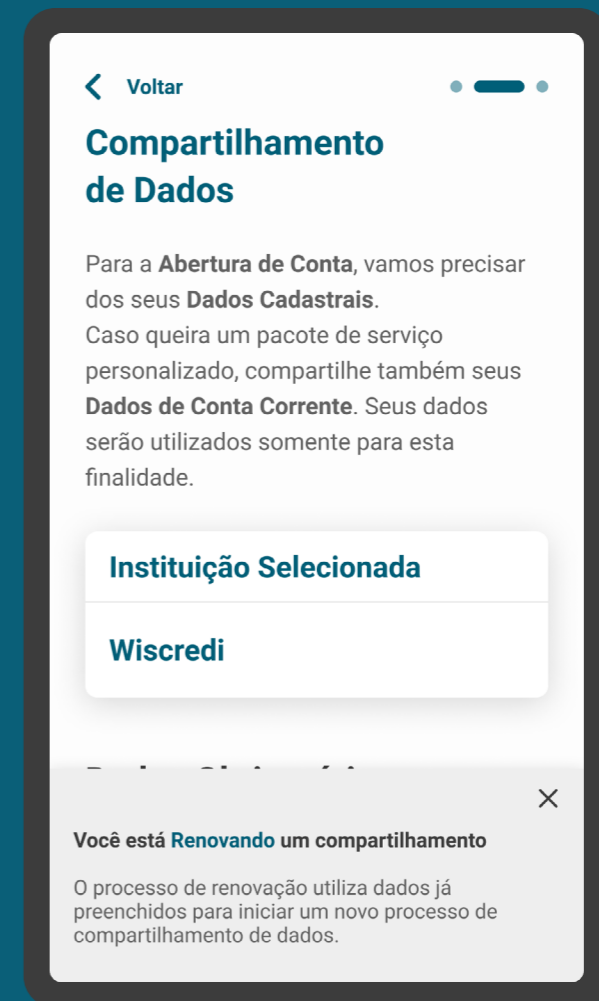 Voltar
Compartilhamento
de Dados
Para a Abertura de Conta, vamos precisar
dos seus Dados Cadastrais.
Caso queira um pacote de serviço
personalizado, compartilhe também seus
Dados de Conta Corrente. Seus dados
serão utilizados somente para esta
finalidade.
Instituição Selecionada
Wiscredi
Você está Renovando um compartilhamento
O processo de renovação utiliza dados já
preenchidos para iniciar um novo processo de
compartilhamento de dados.